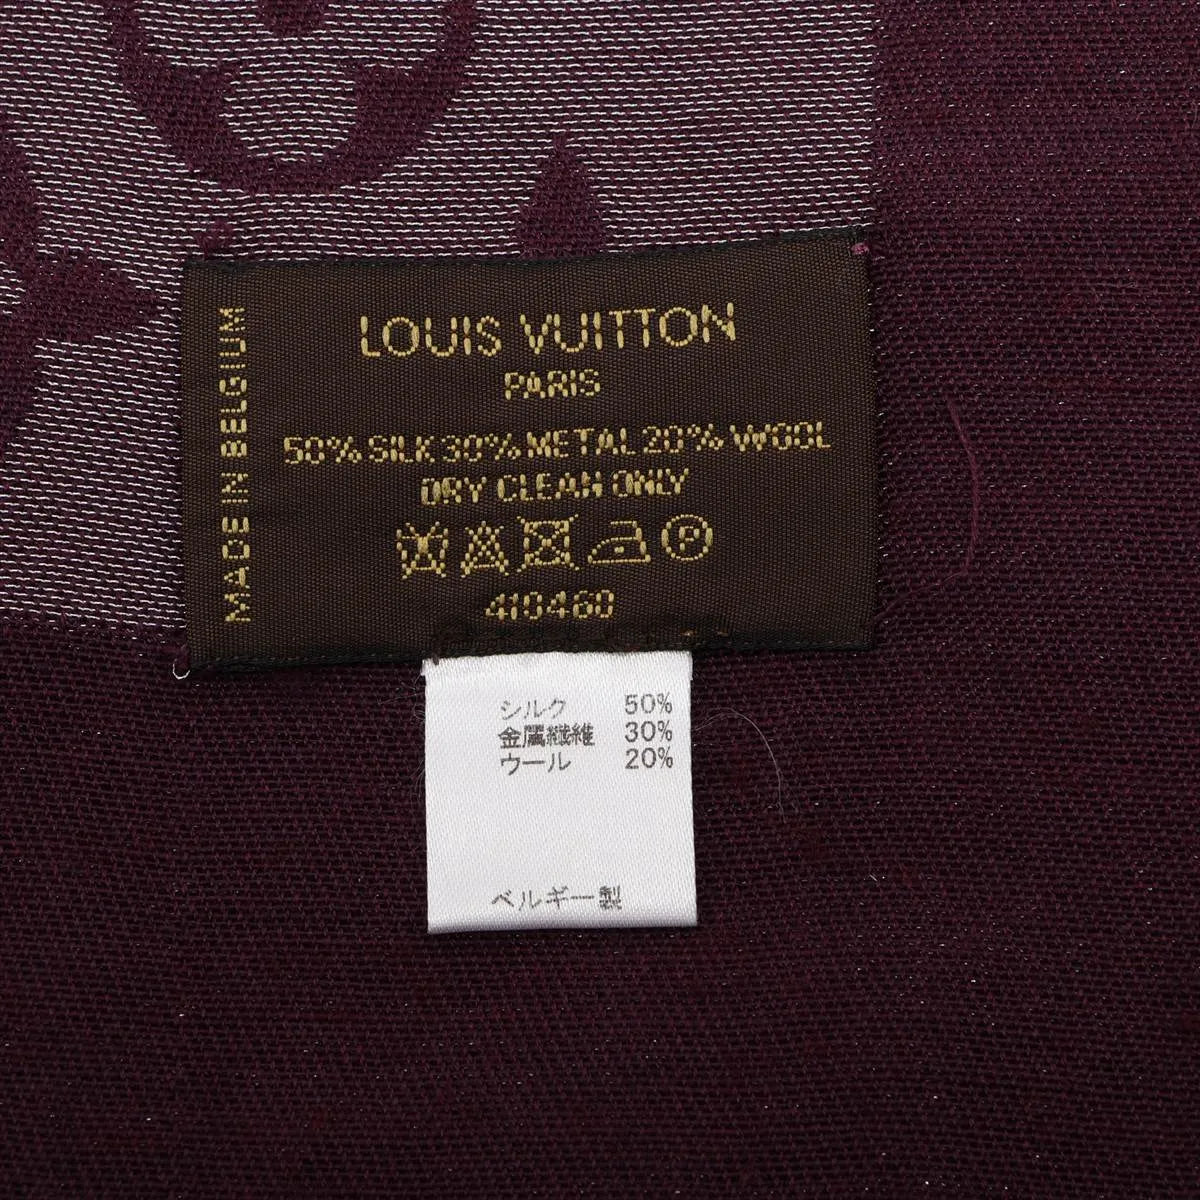 LOUIS VUITTON
PARIS
50% SILK 30% METAL 20% WOOL
DRY CLEAN ONLY
P
410460
MADE IN BELGIUM
シルク 50%
金属繊維 30%
ウール 20%
ベルギー製